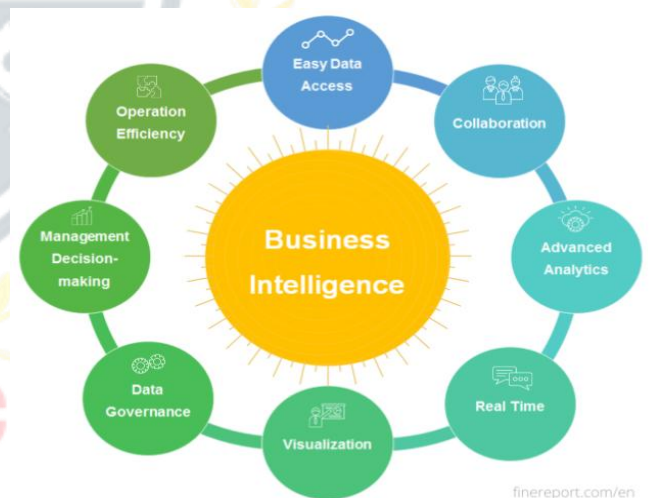 Easy Data
Access
Collaboration
Advanced
Analytics
Real Time
Visualization
Data
Governance
Management
Decision-
making
Operation
Efficiency
Business
Intelligence
finereport.com/en